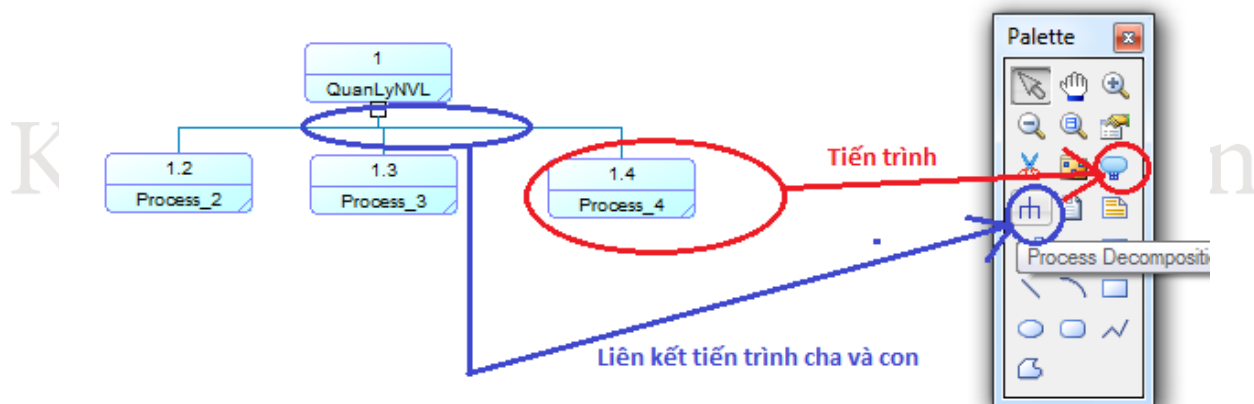 Palette
1
QuanLyNVL
1.2
Process_2
1.3
Process_3
1.4
Process_4
Tiến trình
K
n
Process Decompositi
Liên kết tiến trình cha và con